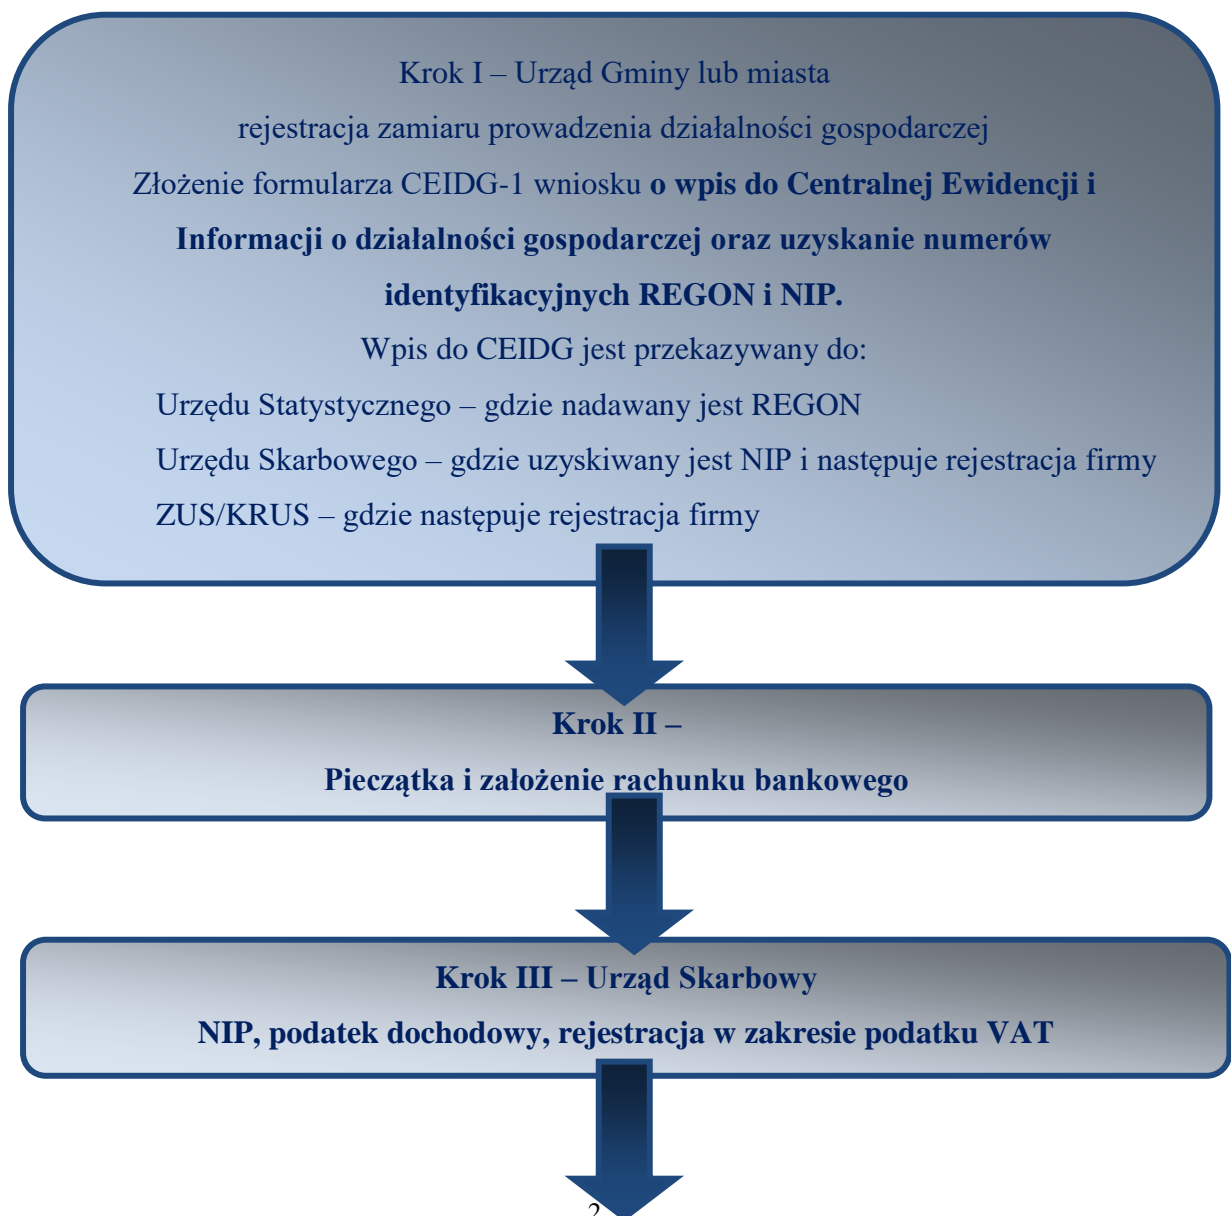 Krok I – Urząd Gminy lub miasta
rejestracja zamiaru prowadzenia działalności gospodarczej
Złożenie formularza CEIDG-1 wniosku o wpis do Centralnej Ewidencji i
Informacji o działalności gospodarczej oraz uzyskanie numerów
identyfikacyjnych REGON i NIP.
Wpis do CEIDG jest przekazywany do:
Urzędu Statystycznego – gdzie nadawany jest REGON
Urzędu Skarbowego – gdzie uzyskiwany jest NIP i następuje rejestracja firmy
ZUS/KRUS – gdzie następuje rejestracja firmy
Krok II –
Pieczątka i założenie rachunku bankowego
Krok III – Urząd Skarbowy
NIP, podatek dochodowy, rejestracja w zakresie podatku VAT
2